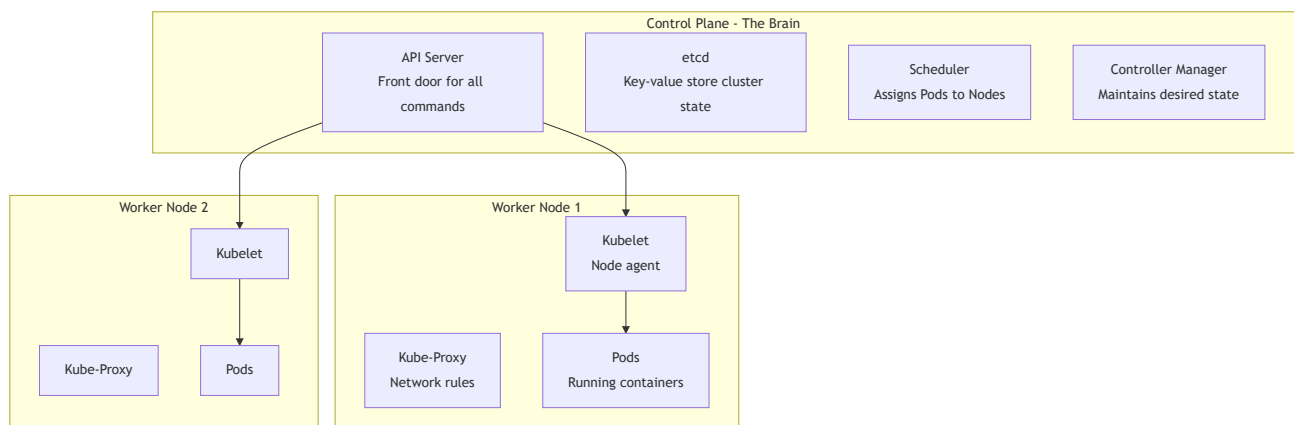 Control Plane - The Brain
API Server
Front door for all
commands
etcd
Key-value store cluster
state
Scheduler
Assigns Pods to Nodes
Controller Manager
Maintains desired state
Worker Node 2
Kubelet
Kube-Proxy
Pods
Worker Node 1
Kubelet
Node agent
Kube-Proxy
Network rules
Pods
Running containers